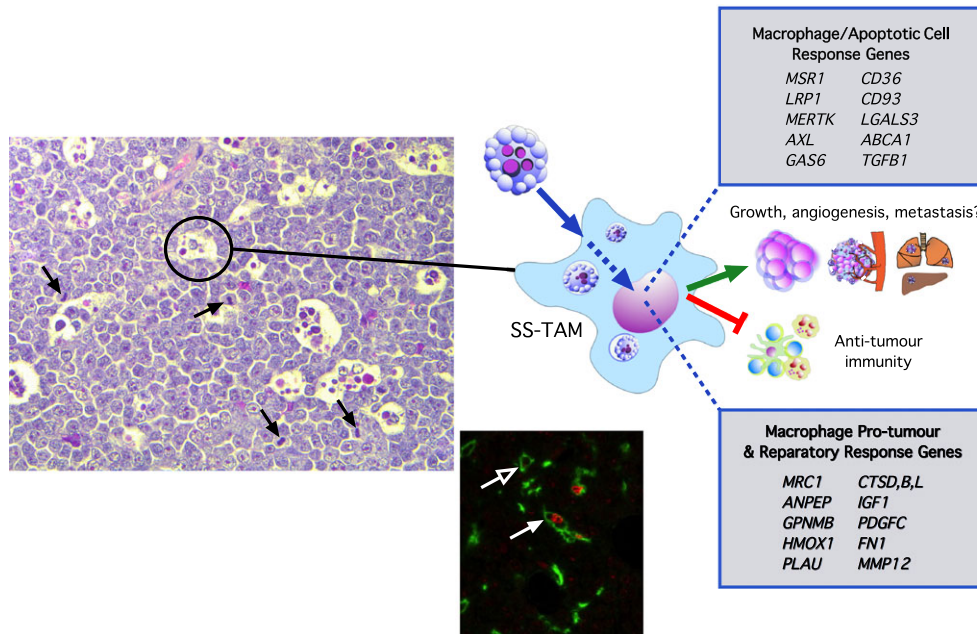 Macrophage/Apoptotic Cell
Response Genes
MSR1 CD36
LRP1 CD93
MERTK LGALS3
AXL ABCA1
GAS6 TGFB1
Growth, angiogenesis, metastasis?
SS-TAM
Anti-tumour
immunity
Macrophage Pro-tumour
& Reparatory Response Genes
MRC1 CTSD,B,L
ANPEP IGF1
GPNMB PDGFC
HMOX1 FN1
PLAU MMP12